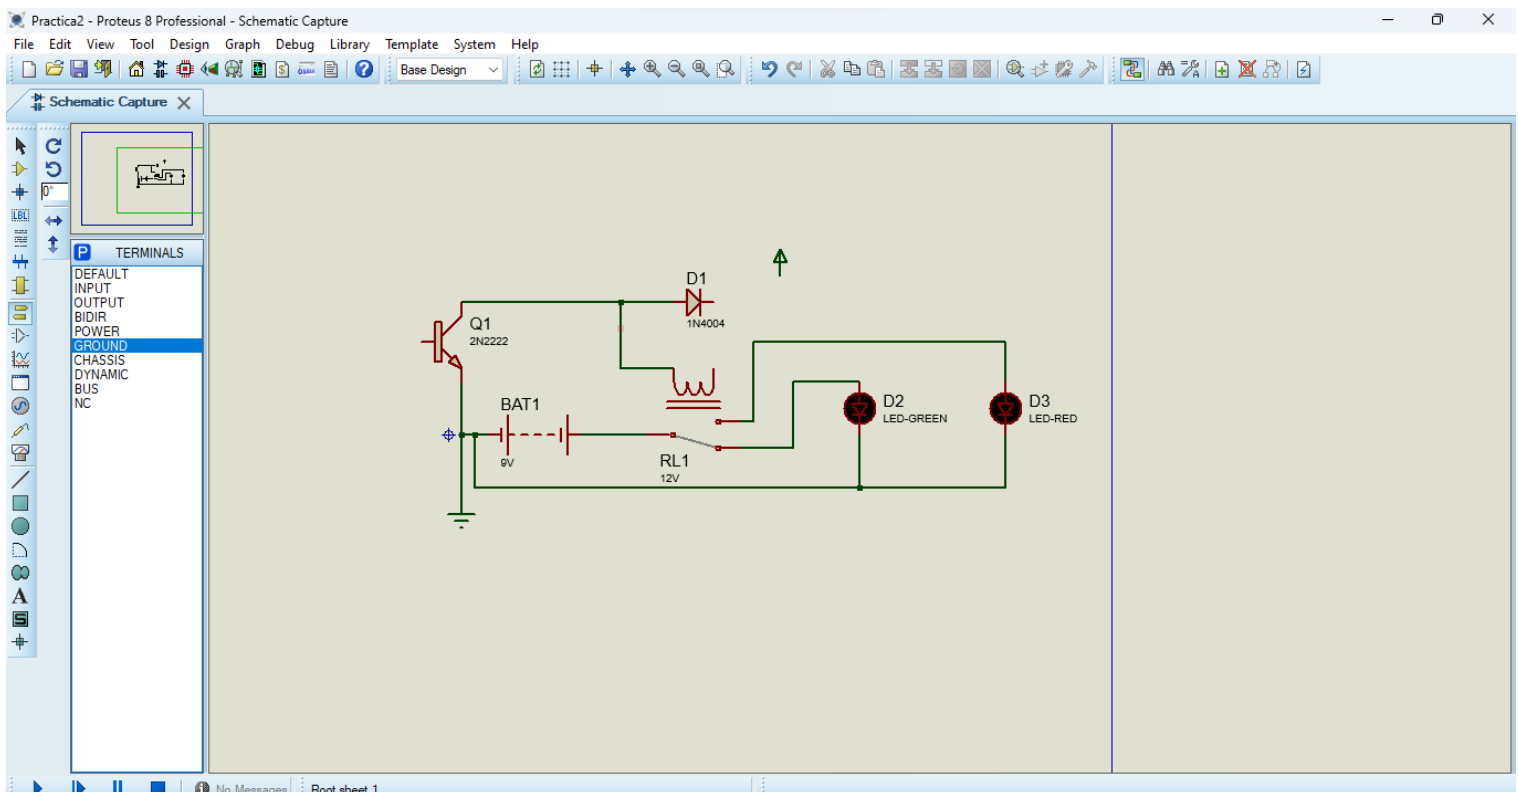 Practica2 - Proteus 8 Professional - Schematic Capture
File Edit View Tool Design Graph Debug Library Template System Help
Base Design
Schematic Capture
0°
LBL
P TERMINALS
DEFAULT
INPUT
OUTPUT
BIDIR
POWER
GROUND
CHASSIS
DYNAMIC
BUS
NC
A
S
D1
1N4004
Q1
2N2222
BAT1
9V
RL1
12V
D2
LED-GREEN
D3
LED-RED
No Messages
Root sheet 1